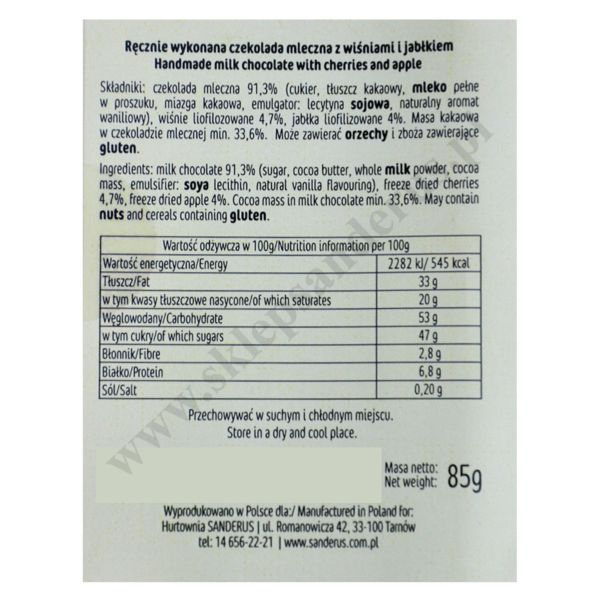 Ręcznie wykonana czekolada mleczna z wiśniami i jabłkiem
Handmade milk chocolate with cherries and apple
Składniki: czekolada mleczna 91,3% (cukier, tłuszcz kakaowy, mleko pełne
w proszku, miazga kakaowa, emulgator: lecytyna sojowa, naturalny aromat
waniliowy), wiśnie liofilozowane 4,7%, jabłka liofilizowane 4%. Masa kakaowa
w czekoladzie mlecznej min. 33,6%. Może zawierać orzechy i zboża zawierające
gluten.
Ingredients: milk chocolate 91,3% (sugar, cocoa butter, whole milk powder, cocoa
mass, emulsifier: soya lecithin, natural vanilla flavouring), freeze dried cherries
4,7%, freeze dried apple 4%. Cocoa mass in milk chocolate min. 33,6%. May contain
nuts and cereals containing gluten.
Wartość odżywcza w 100g/Nutrition information per 100g
Wartość energetyczna/Energy 2282 kJ/ 545 kcal
Tłuszcz/Fat 33 g
w tym kwasy tłuszczowe nasycone/of which saturates 20 g
Węglowodany/Carbohydrate 53 g
w tym cukry/of which sugars 47 g
Błonnik/Fibre 2,8 g
Białko/Protein 6,8 g
Sól/Salt 0,20 g
Przechowywać w suchym i chłodnym miejscu.
Store in a dry and cool place.
Masa netto:
Net weight: 85g
Wyprodukowano w Polsce dla:/ Manufactured in Poland for:
Hurtownia SANDERUS | ul. Romanowicza 42, 33-100 Tarnów
tel: 14 656-22-21 | www.sanderus.com.pl
www.sklepsanderus.pl